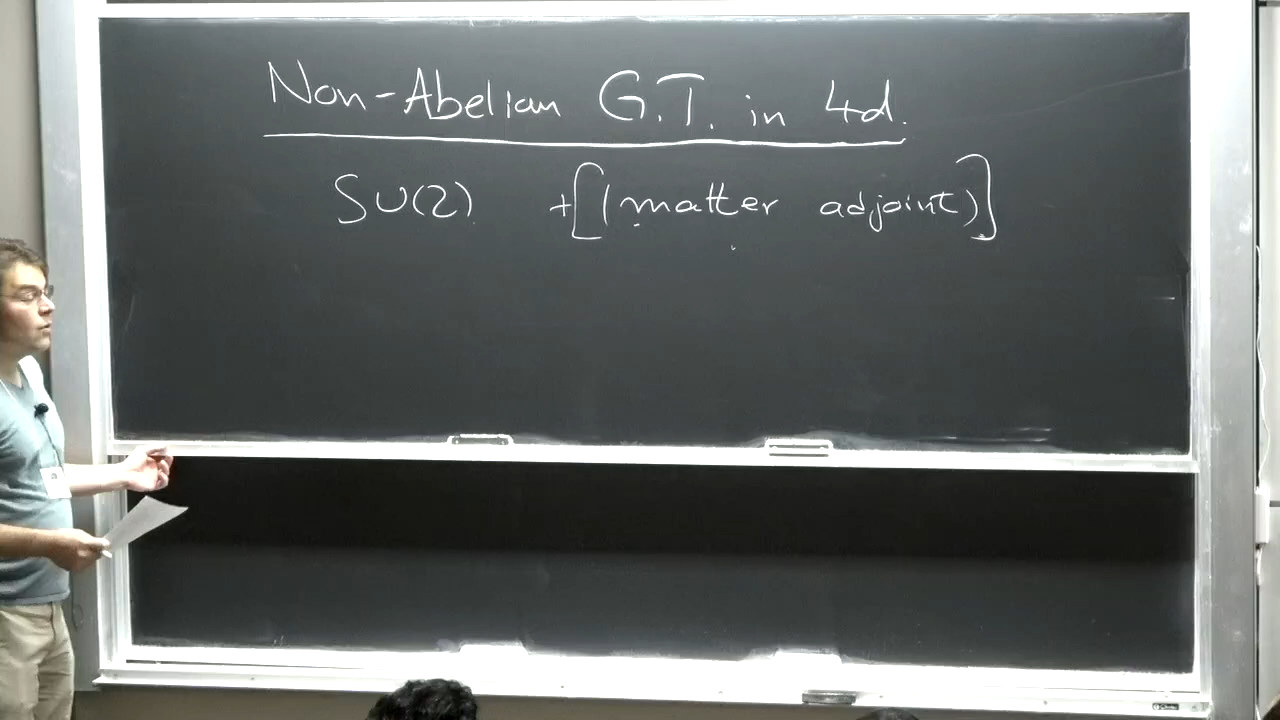 Non-Abelian G.T. in 4d.
SU(2) +[(matter adjoint)]